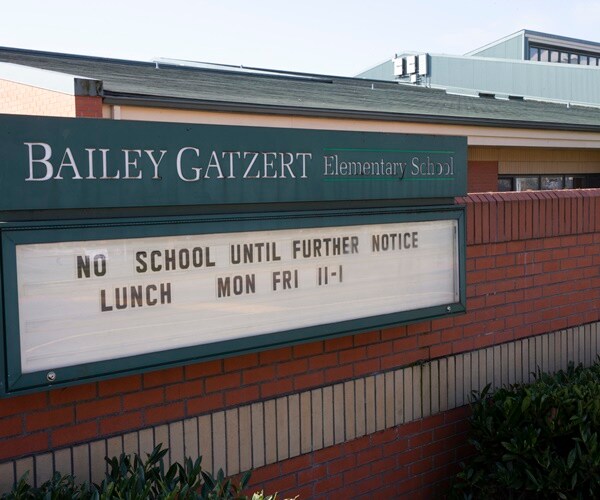 BAILEY GATZERT Elementary School
NO SCHOOL UNTIL FURTHER NOTICE
LUNCH MON FRI 11-1